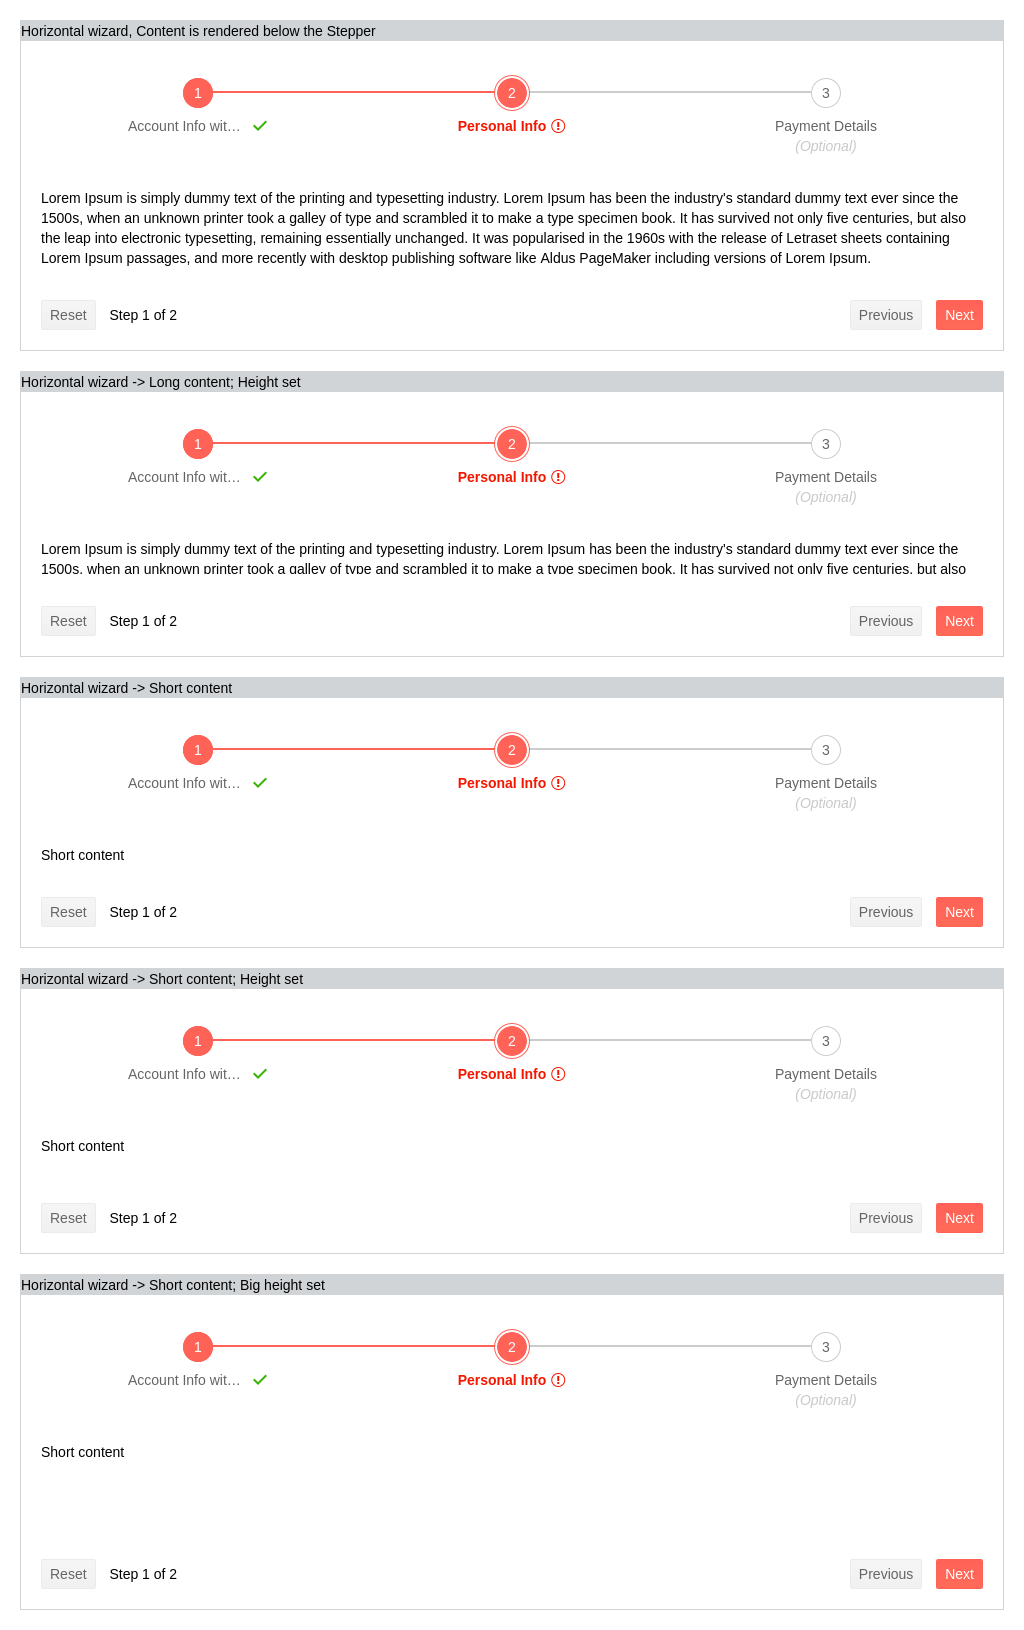 Horizontal wizard, Content is rendered below the Stepper
1 2 3
Account Info wit… Personal Info Payment Details
(Optional)
Lorem Ipsum is simply dummy text of the printing and typesetting industry. Lorem Ipsum has been the industry's standard dummy text ever since the
1500s, when an unknown printer took a galley of type and scrambled it to make a type specimen book. It has survived not only five centuries, but also
the leap into electronic typesetting, remaining essentially unchanged. It was popularised in the 1960s with the release of Letraset sheets containing
Lorem Ipsum passages, and more recently with desktop publishing software like Aldus PageMaker including versions of Lorem Ipsum.
Reset Step 1 of 2 Previous Next
Horizontal wizard -> Long content; Height set
1 2 3
Account Info wit… Personal Info Payment Details
(Optional)
Lorem Ipsum is simply dummy text of the printing and typesetting industry. Lorem Ipsum has been the industry's standard dummy text ever since the
1500s, when an unknown printer took a galley of type and scrambled it to make a type specimen book. It has survived not only five centuries, but also
Reset Step 1 of 2 Previous Next
Horizontal wizard -> Short content
1 2 3
Account Info wit… Personal Info Payment Details
(Optional)
Short content
Reset Step 1 of 2 Previous Next
Horizontal wizard -> Short content; Height set
1 2 3
Account Info wit… Personal Info Payment Details
(Optional)
Short content
Reset Step 1 of 2 Previous Next
Horizontal wizard -> Short content; Big height set
1 2 3
Account Info wit… Personal Info Payment Details
(Optional)
Short content
Reset Step 1 of 2 Previous Next